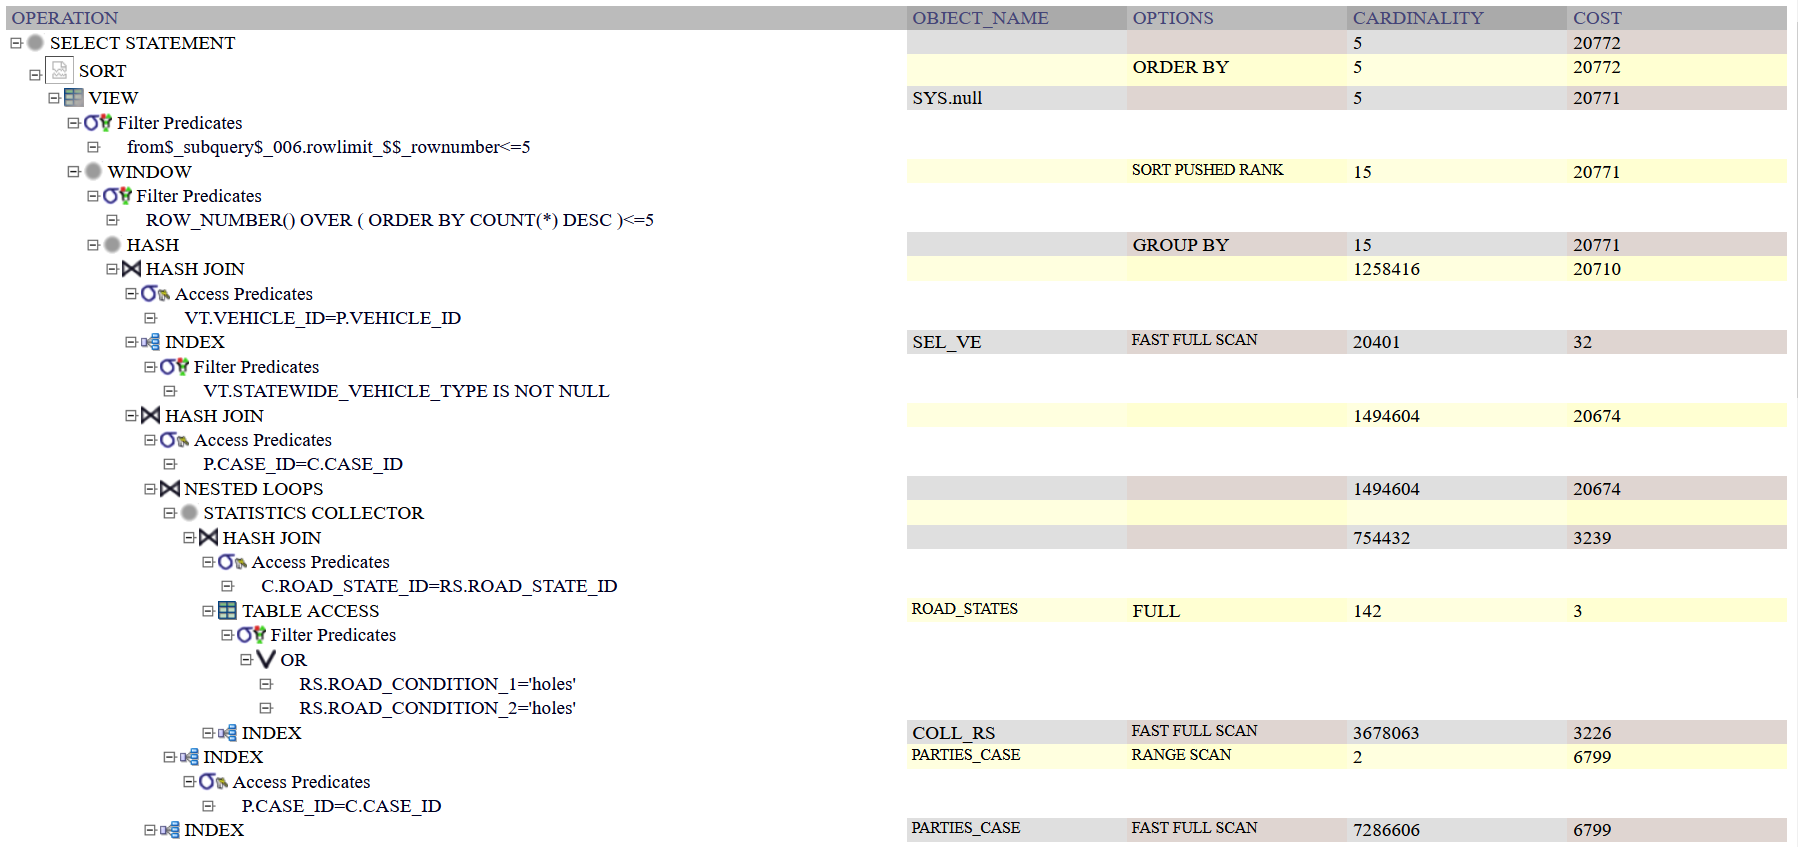 OPERATION OBJECT_NAME OPTIONS CARDINALITY COST
SELECT STATEMENT 5 20772
SORT ORDER BY 5 20772
VIEW SYS.null 5 20771
Filter Predicates
from$_subquery$_006.rowlimit_$$_rownumber<=5
WINDOW SORT PUSHED RANK 15 20771
Filter Predicates
ROW_NUMBER() OVER ( ORDER BY COUNT(*) DESC )<=5
HASH GROUP BY 15 20771
HASH JOIN 1258416 20710
Access Predicates
VT.VEHICLE_ID=P.VEHICLE_ID
INDEX SEL_VE FAST FULL SCAN 20401 32
Filter Predicates
VT.STATEWIDE_VEHICLE_TYPE IS NOT NULL
HASH JOIN 1494604 20674
Access Predicates
P.CASE_ID=C.CASE_ID
NESTED LOOPS 1494604 20674
STATISTICS COLLECTOR
HASH JOIN 754432 3239
Access Predicates
C.ROAD_STATE_ID=RS.ROAD_STATE_ID
TABLE ACCESS ROAD_STATES FULL 142 3
Filter Predicates
OR
RS.ROAD_CONDITION_1='holes'
RS.ROAD_CONDITION_2='holes'
INDEX COLL_RS FAST FULL SCAN 3678063 3226
INDEX PARTIES_CASE RANGE SCAN 2 6799
Access Predicates
P.CASE_ID=C.CASE_ID
INDEX PARTIES_CASE FAST FULL SCAN 7286606 6799